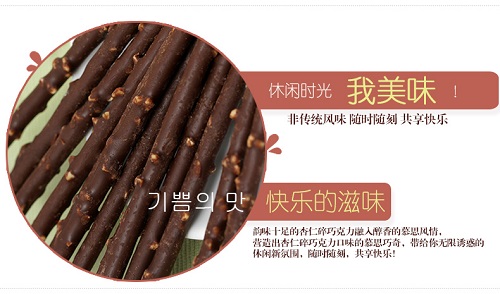 休闲时光 我美味 !
非传统风味 随时随刻 共享快乐
기쁨의 맛 快乐的滋味
韵味十足的杏仁碎巧克力融入醇香的慕思风情,
营造出杏仁碎巧克力口味的慕思巧奇, 带给你无限诱惑的
休闲新氛围, 随时随刻, 共享快乐!